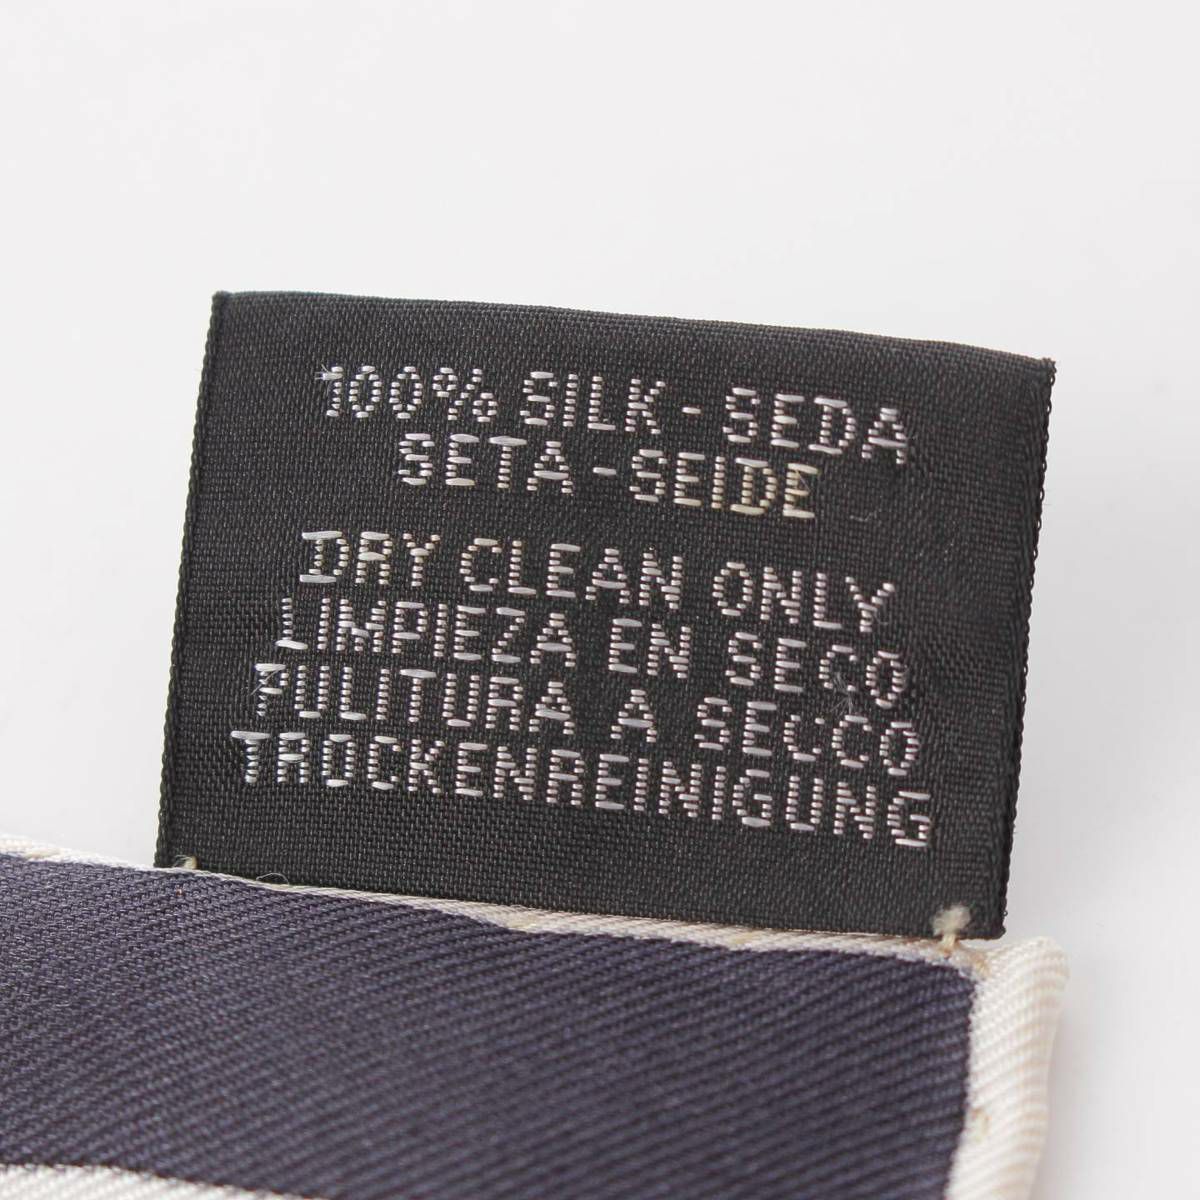 100% SILK - SEDA
SETA - SEIDE
DRY CLEAN ONLY
LIMPIEZA EN SECO
PULITURA A SECCO
TROCKENREINIGUNG